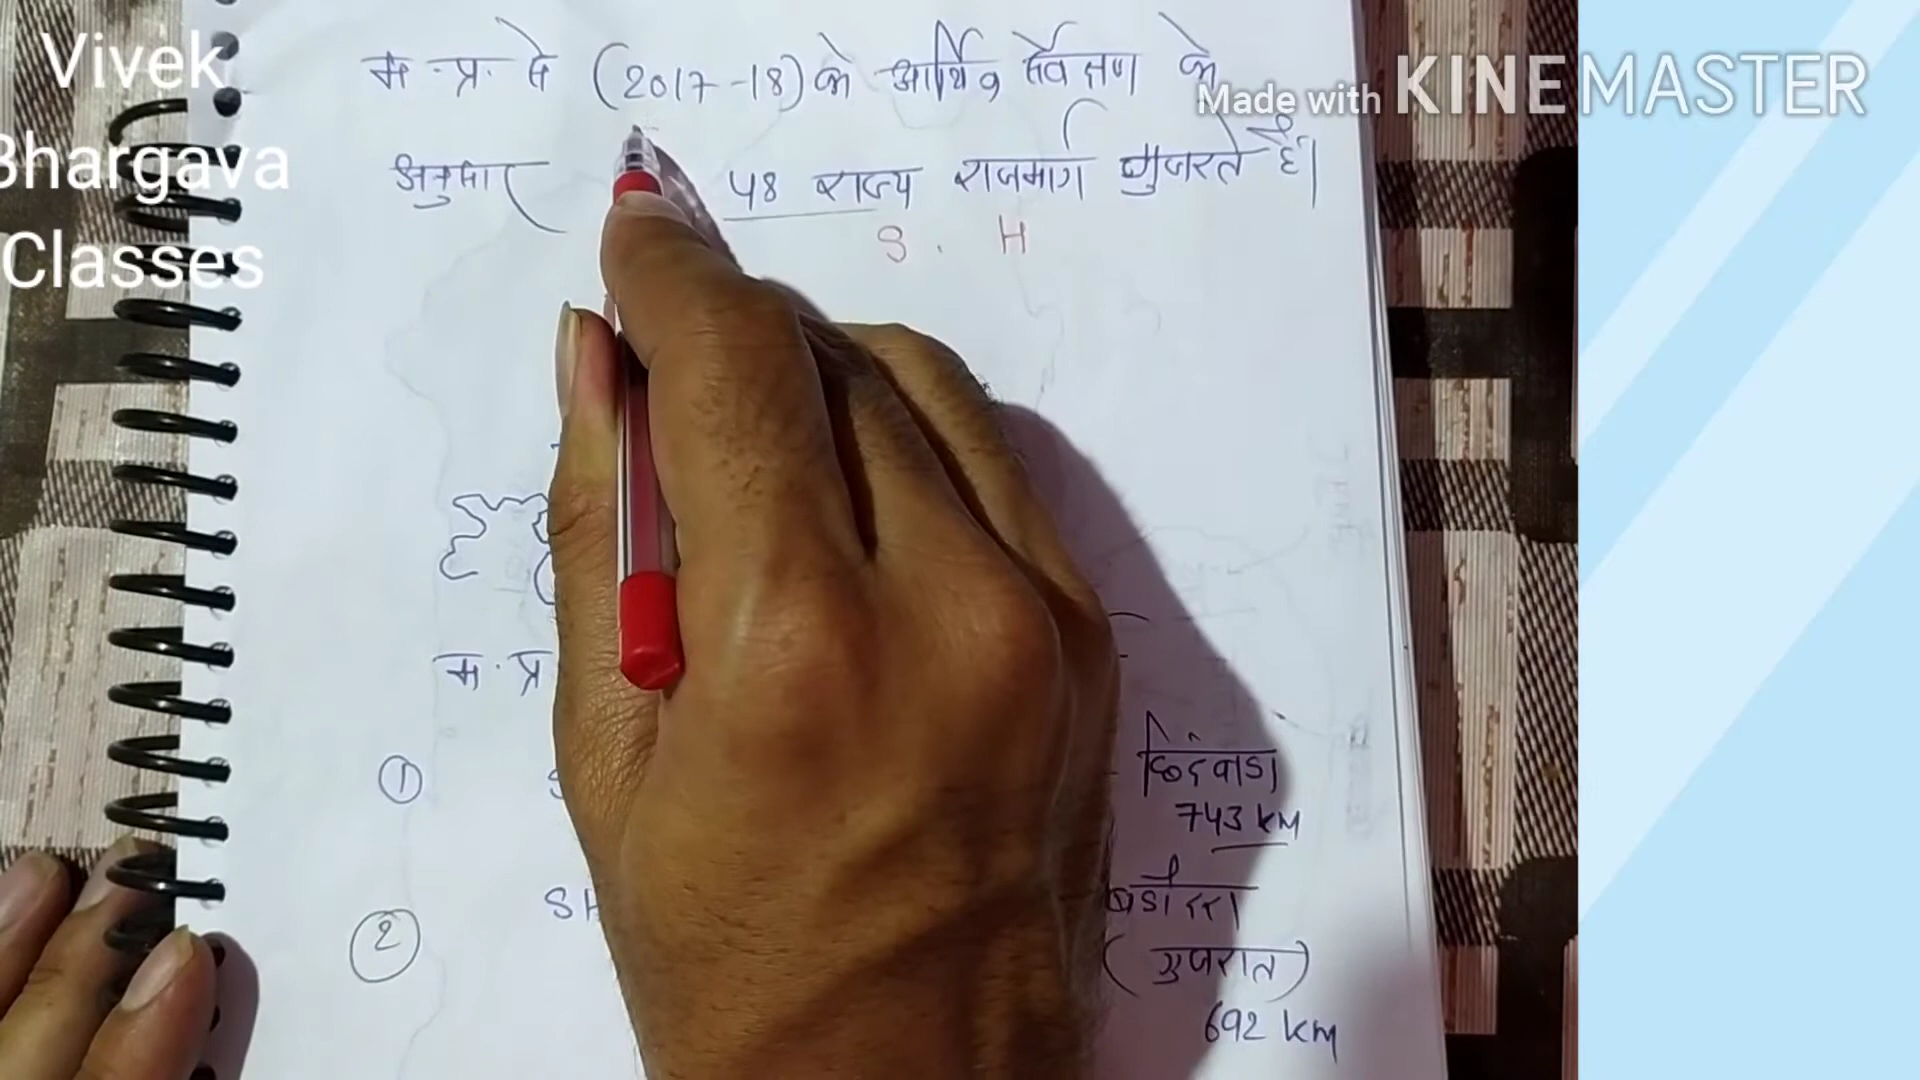 Vivek
Bhargava
Classes
Made with KINEMASTER
म.प्र. से (2017-18) के आर्थिक सर्वेक्षण के
अनुसार 48 राज्य राजमार्ग गुजरते हैं।
S. H
म.प्र
① छिंदवाडा
743 KM
② SH बडौदरा
(गुजरात)
692 KM